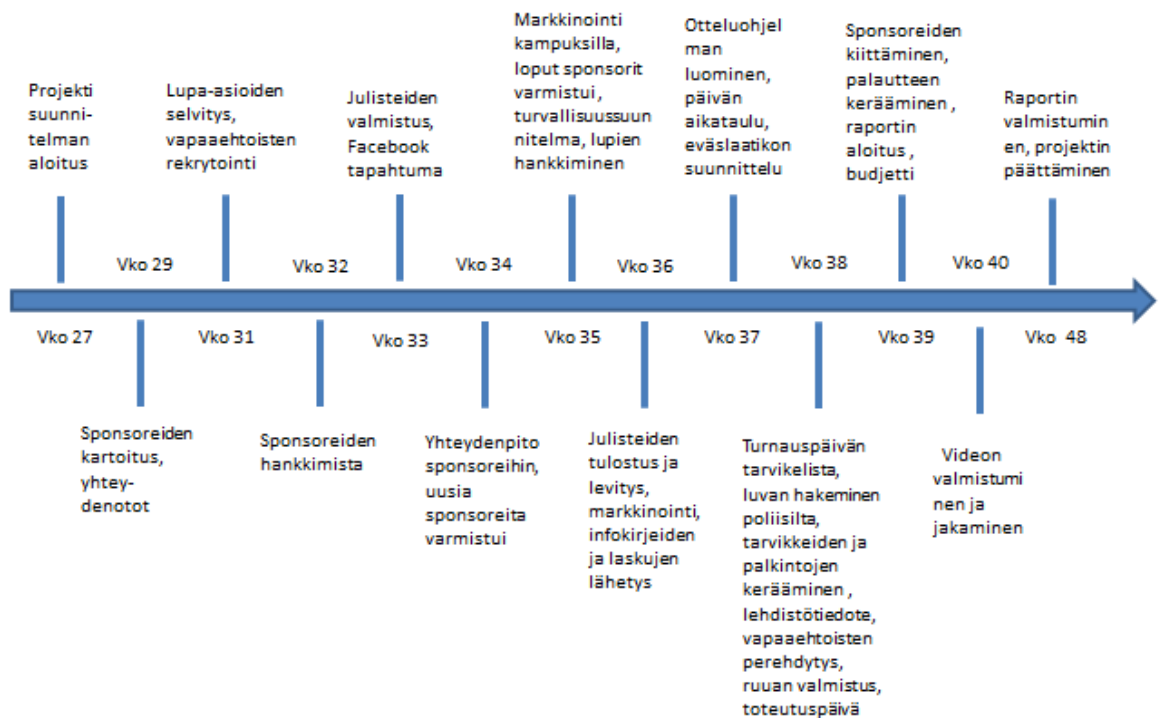 Projekti
suunni-
telman
aloitus
Lupa-asioiden
selvitys,
vapaaehtoisten
rekrytointi
Julisteiden
valmistus,
Facebook
tapahtuma
Markkinointi
kampuksilla,
loput sponsorit
varmistui,
turvallisuussuun
nitelma, lupien
hankkiminen
Otteluohjel
man
luominen,
päivän
aikataulu,
eväslaatikon
suunnittelu
Sponsoreiden
kiittäminen,
palautteen
kerääminen ,
raportin
aloitus ,
budjetti
Raportin
valmistumin
en, projektin
päättäminen
Vko 29
Vko 32
Vko 34
Vko 36
Vko 38
Vko 40
Vko 27
Vko 31
Vko 33
Vko 35
Vko 37
Vko 39
Vko 48
Sponsoreiden
kartoitus,
yhtey-
denotot
Sponsoreiden
hankkimista
Yhteydenpito
sponsoreihin,
uusia
sponsoreita
varmistui
Julisteiden
tulostus ja
levitys,
markkinointi,
infokirjeiden
ja laskujen
lähetys
Turnauspäivän
tarvikelista,
luvan hakeminen
poliisilta,
tarvikkeiden ja
palkintojen
kerääminen ,
lehdistötiedote,
vapaaehtoisten
perehdytys,
ruuan valmistus,
toteutuspäivä
Videon
valmistumi
nen ja
jakaminen